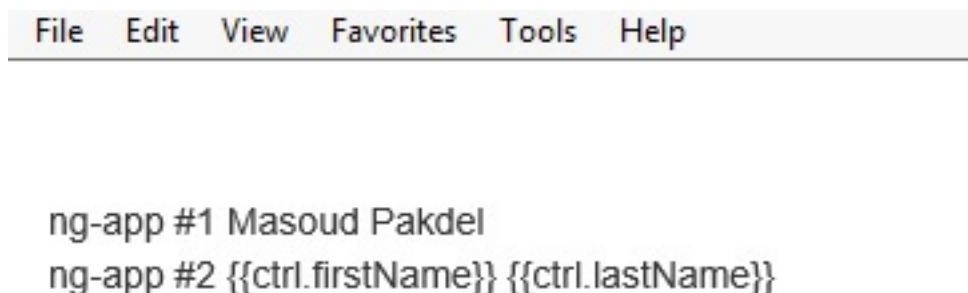 File Edit View Favorites Tools Help
ng-app #1 Masoud Pakdel
ng-app #2 {{ctrl.firstName}} {{ctrl.lastName}}